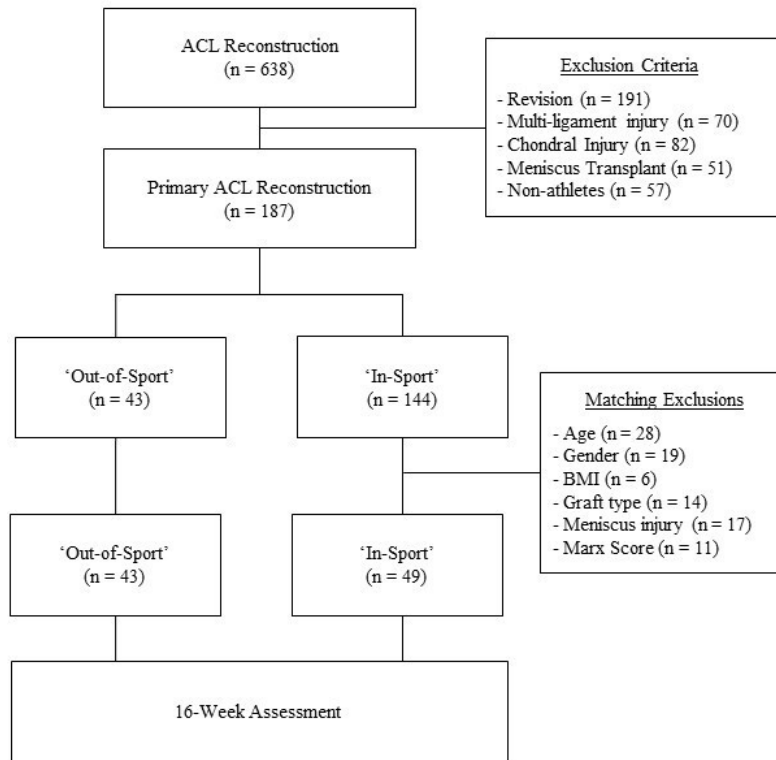 ACL Reconstruction
(n = 638)
Exclusion Criteria
- Revision (n = 191)
- Multi-ligament injury (n = 70)
- Chondral Injury (n = 82)
- Meniscus Transplant (n = 51)
- Non-athletes (n = 57)
Primary ACL Reconstruction
(n = 187)
‘Out-of-Sport’
(n = 43)
‘In-Sport’
(n = 144)
Matching Exclusions
- Age (n = 28)
- Gender (n = 19)
- BMI (n = 6)
- Graft type (n = 14)
- Meniscus injury (n = 17)
- Marx Score (n = 11)
‘Out-of-Sport’
(n = 43)
‘In-Sport’
(n = 49)
16-Week Assessment